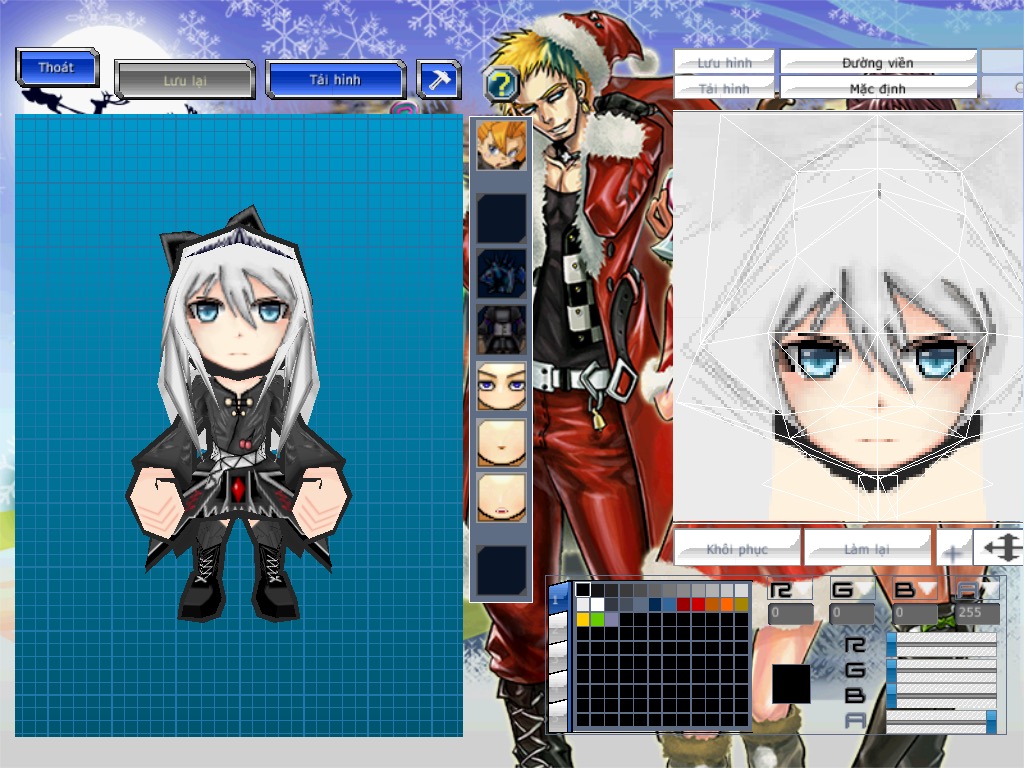 Thoát
Lưu lại
Tải hình
?
Lưu hình
Đường viền
Tải hình
Mặc định
Khôi phục
Làm lại
1
R G B A
0 0 0 255
R
G
B
A